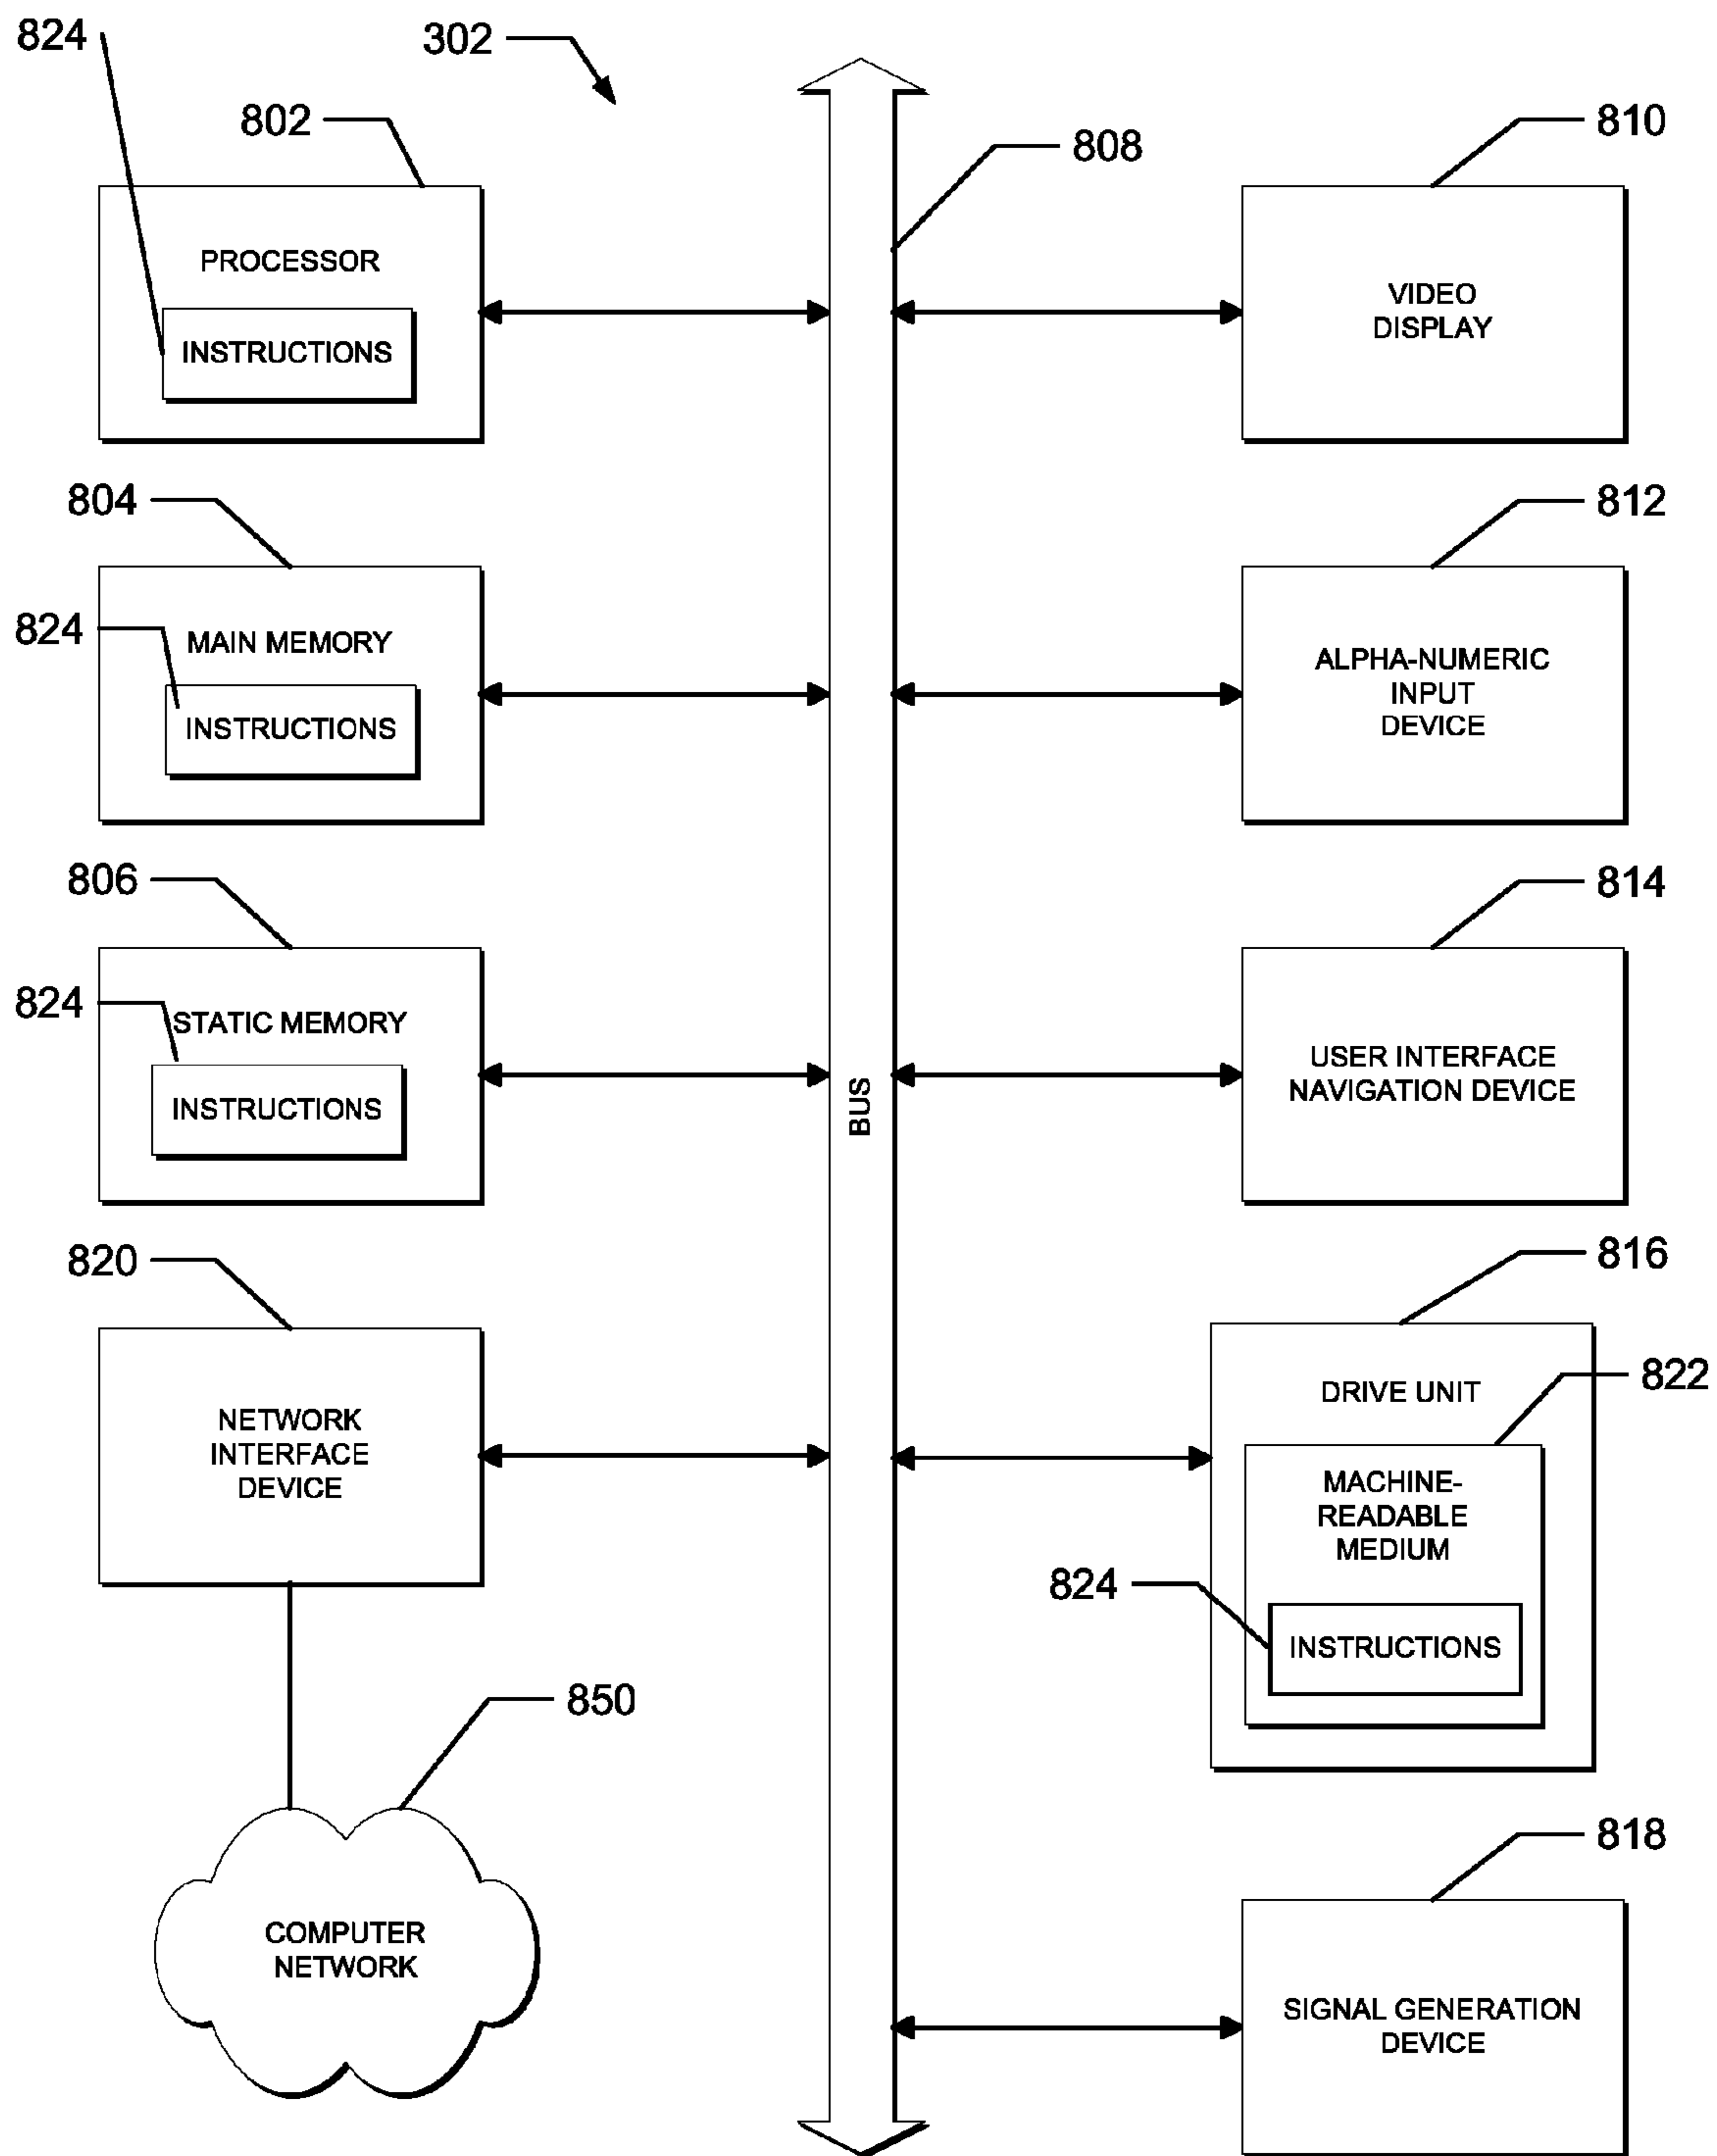 824
302
802
808
810
PROCESSOR
INSTRUCTIONS
VIDEO
DISPLAY
804
812
824
MAIN MEMORY
INSTRUCTIONS
ALPHA-NUMERIC
INPUT
DEVICE
806
814
824
STATIC MEMORY
INSTRUCTIONS
BUS
USER INTERFACE
NAVIGATION DEVICE
820
816
NETWORK
INTERFACE
DEVICE
DRIVE UNIT
822
MACHINE-
READABLE
MEDIUM
824
INSTRUCTIONS
850
818
COMPUTER
NETWORK
SIGNAL GENERATION
DEVICE